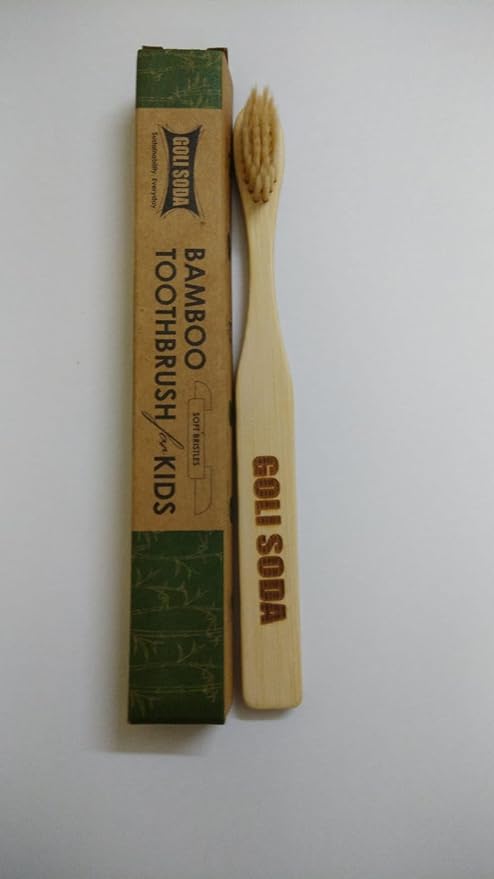 GOLI SODA
Sustainability. Everyday
BAMBOO
TOOTHBRUSH for KIDS
SOFT BRISTLES
GOLI SODA